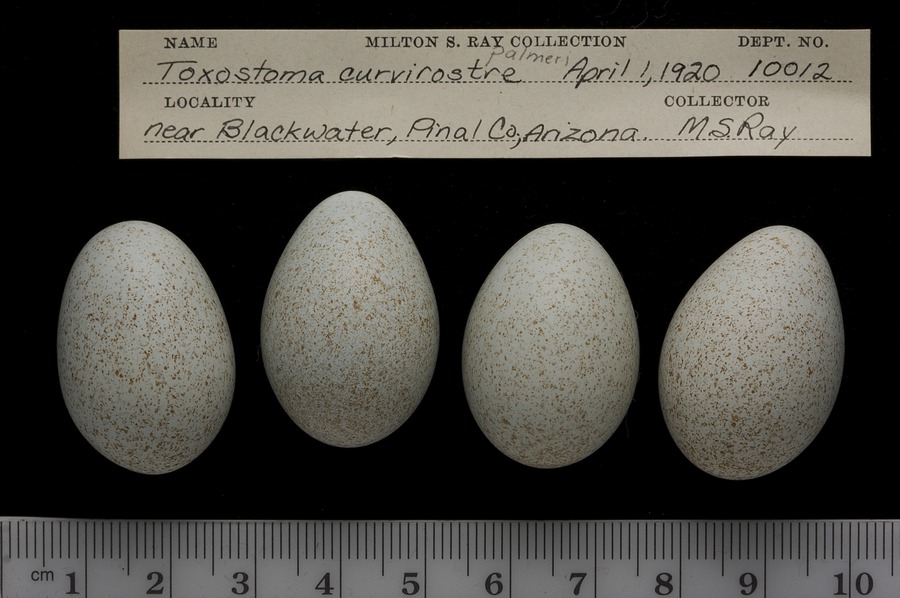 NAME MILTON S. RAY COLLECTION DEPT. NO.
palmeri
Toxostoma curvirostre April 1, 1920 10012
LOCALITY COLLECTOR
near Blackwater, Pinal Co., Arizona. M S Ray
cm 1 2 3 4 5 6 7 8 9 10